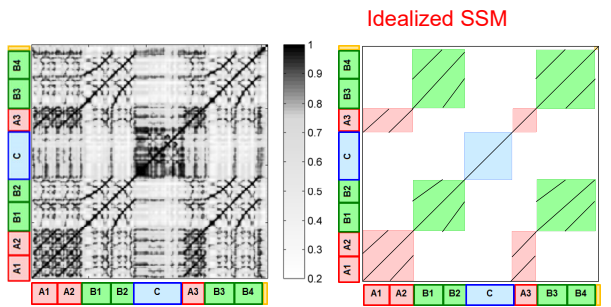 Idealized SSM
B4
B3
A3
C
B2
B1
A2
A1
A1 A2 B1 B2 C A3 B3 B4
1
0.9
0.8
0.7
0.6
0.5
0.4
0.3
0.2
B4
B3
A3
C
B2
B1
A2
A1
A1 A2 B1 B2 C A3 B3 B4